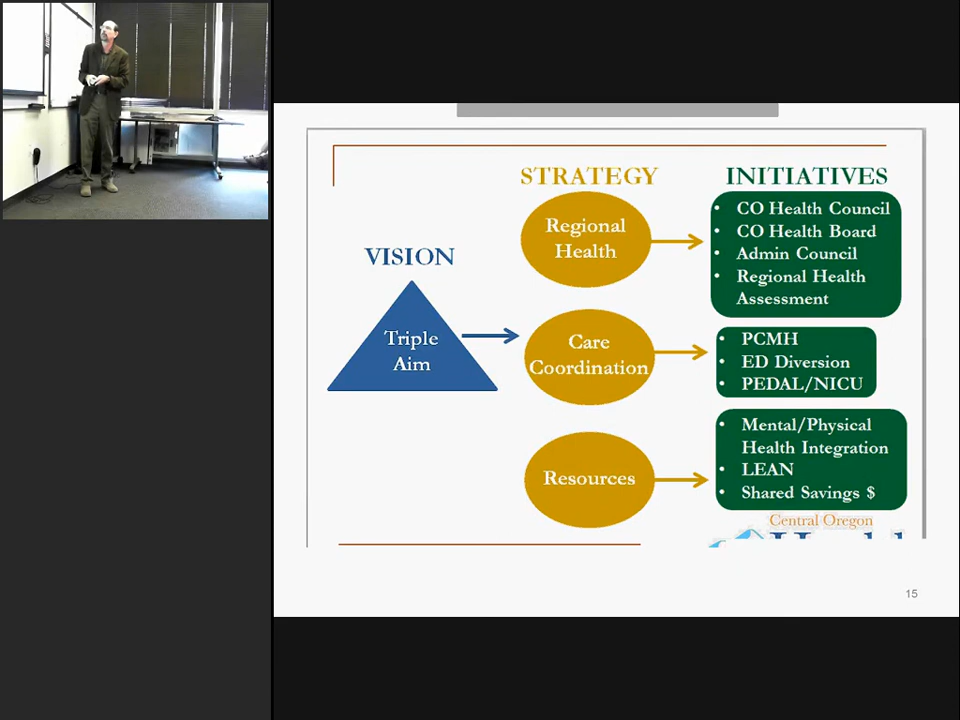 STRATEGY
INITIATIVES
VISION
Triple
Aim
Regional
Health
Care
Coordination
Resources
• CO Health Council
• CO Health Board
• Admin Council
• Regional Health
Assessment
• PCMH
• ED Diversion
• PEDAL/NICU
• Mental/Physical
Health Integration
• LEAN
• Shared Savings $
Central Oregon
15